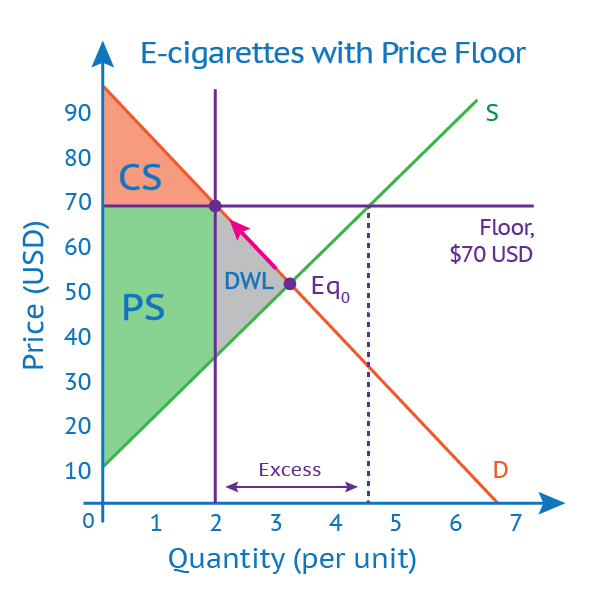 E-cigarettes with Price Floor
90
80
70
60
50
40
30
20
10
0
Price (USD)
CS
PS
DWL
Eq0
S
Floor,
$70 USD
Excess
D
1 2 3 4 5 6 7
Quantity (per unit)